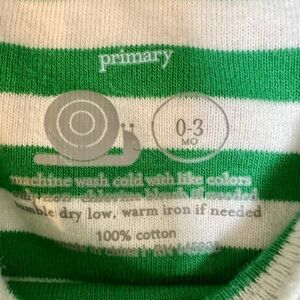 primary
0-3
MO
machine wash cold with like colors
tumble dry low, warm iron if needed
100% cotton